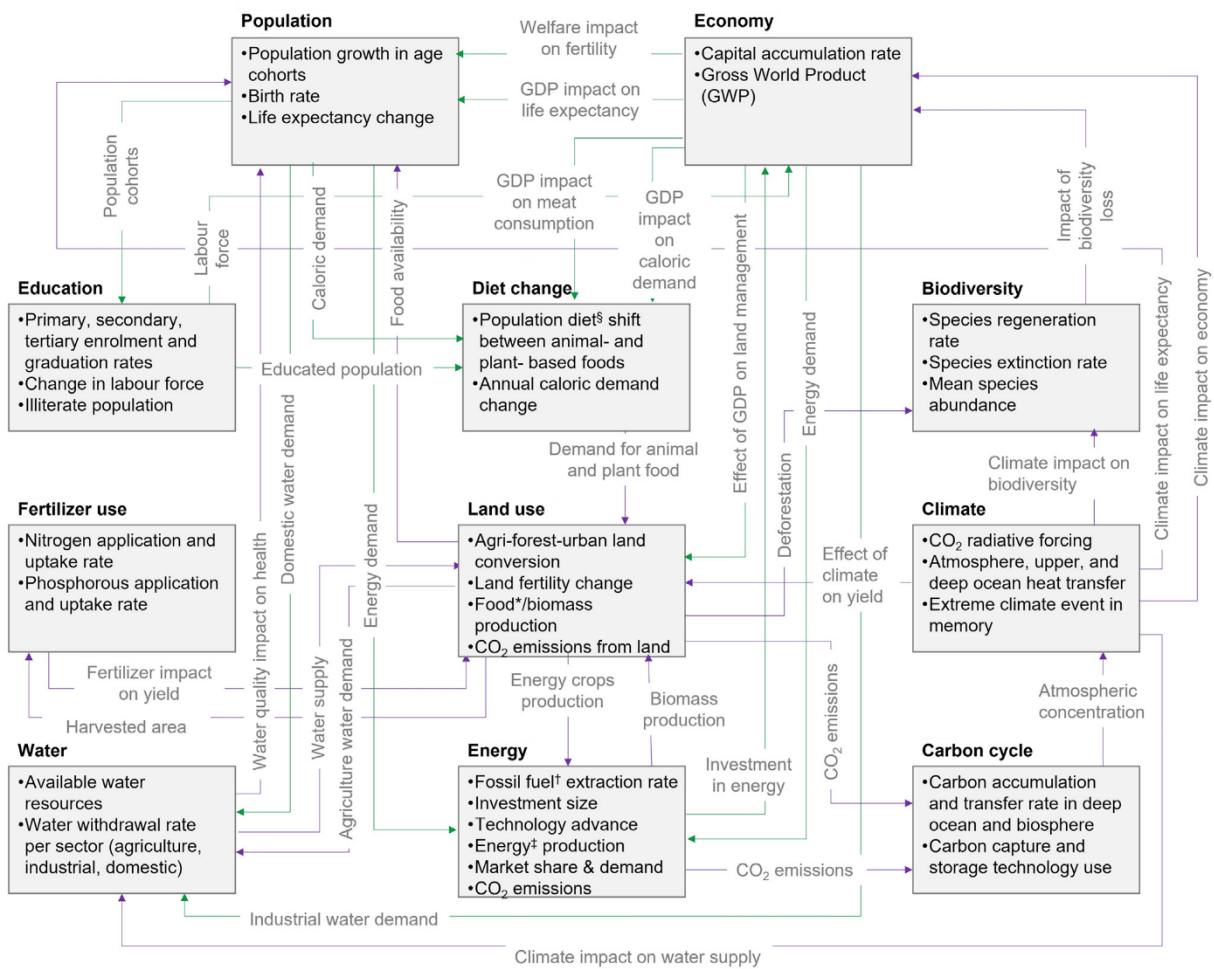 Population
•Population growth in age
cohorts
•Birth rate
•Life expectancy change
Welfare impact
on fertility
GDP impact on
life expectancy
Economy
•Capital accumulation rate
•Gross World Product
(GWP)
Population
cohorts
Labour
force
Caloric demand
Food availability
GDP impact
on meat
consumption
GDP
impact
on
caloric
demand
Effect of GDP on land management
Energy demand
Impact of
biodiversity
loss
Climate impact on life expectancy
Climate impact on economy
Education
•Primary, secondary,
tertiary enrolment and
graduation rates
•Change in labour force
•Illiterate population
Educated population
Diet change
•Population diet§ shift
between animal- and
plant- based foods
•Annual caloric demand
change
Biodiversity
•Species regeneration
rate
•Species extinction rate
•Mean species
abundance
Demand for animal
and plant food
Deforestation
Climate impact on
biodiversity
Domestic water demand
Energy demand
Water quality impact on health
Fertilizer use
•Nitrogen application and
uptake rate
•Phosphorous application
and uptake rate
Land use
•Agri-forest-urban land
conversion
•Land fertility change
•Food*/biomass
production
•CO2 emissions from land
Effect of
climate
on yield
Climate
•CO2 radiative forcing
•Atmosphere, upper, and
deep ocean heat transfer
•Extreme climate event in
memory
Fertilizer impact
on yield
Harvested area
Water supply
Agriculture water demand
Energy crops
production
Biomass
production
Investment
in energy
CO2 emissions
Atmospheric
concentration
Water
•Available water
resources
•Water withdrawal rate
per sector (agriculture,
industrial, domestic)
Energy
•Fossil fuel† extraction rate
•Investment size
•Technology advance
•Energy‡ production
•Market share & demand
•CO2 emissions
CO2 emissions
Carbon cycle
•Carbon accumulation
and transfer rate in deep
ocean and biosphere
•Carbon capture and
storage technology use
Industrial water demand
Climate impact on water supply